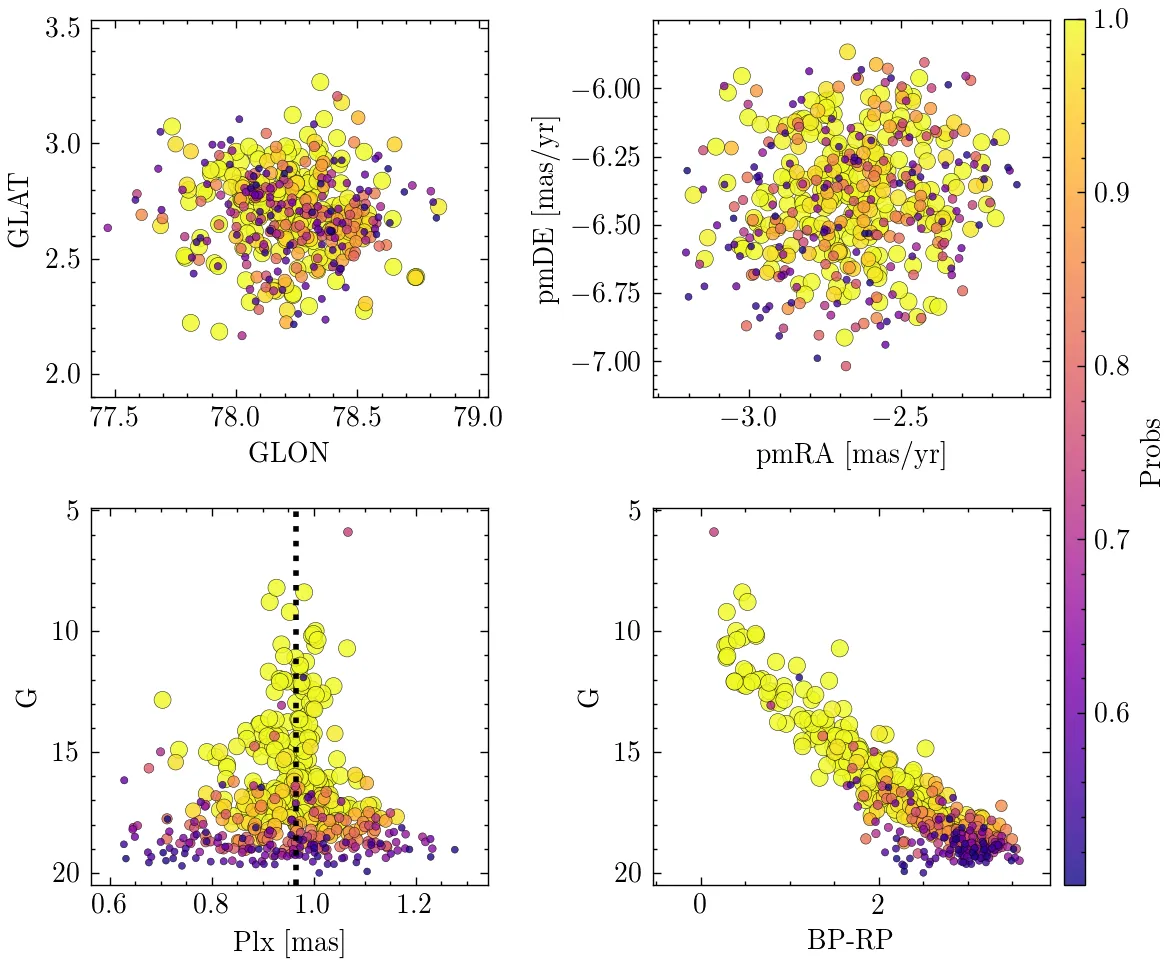 3.5
3.0
2.5
2.0
GLAT
77.5 78.0 78.5 79.0
GLON
−6.00
−6.25
−6.50
−6.75
−7.00
pmDE [mas/yr]
−3.0 −2.5
pmRA [mas/yr]
5
10
15
20
G
0.6 0.8 1.0 1.2
Plx [mas]
5
10
15
20
G
0 2
BP-RP
1.0
0.9
0.8
0.7
0.6
Probs